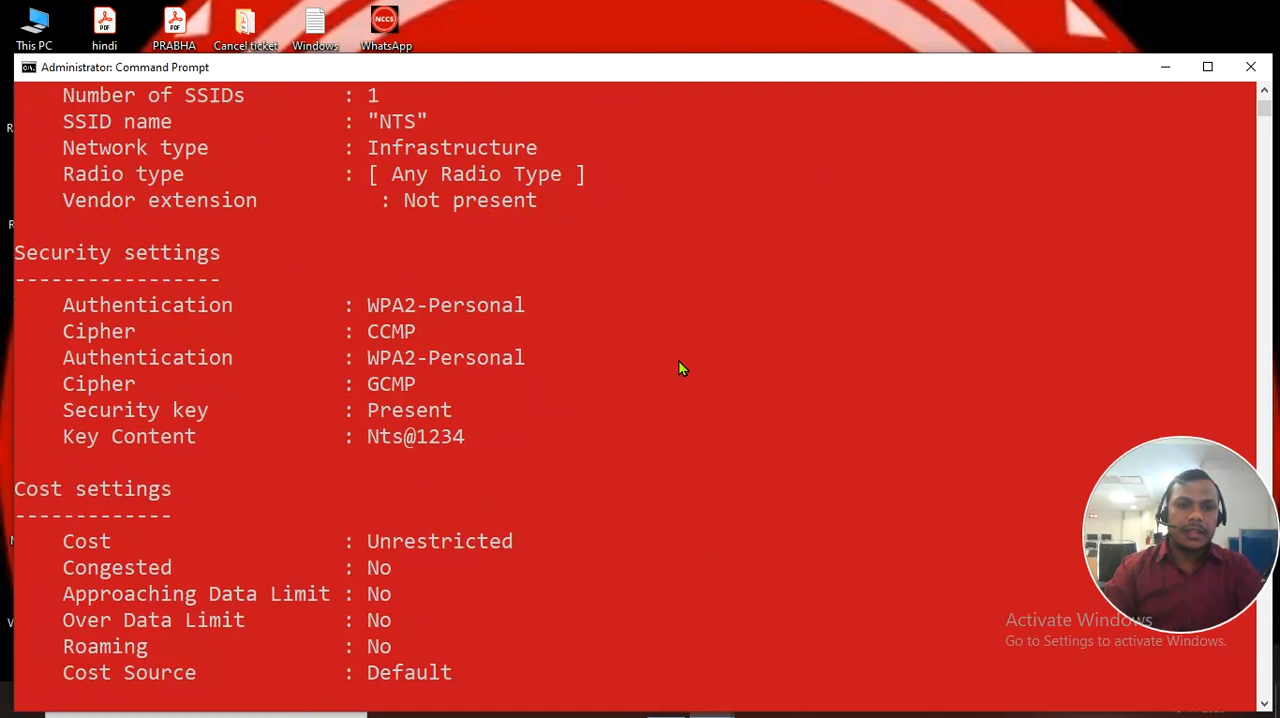 This PC
hindi
PRABHA
Cancel ticket
Windows
NCCS
WhatsApp
Administrator: Command Prompt
Number of SSIDs : 1
SSID name : "NTS"
Network type : Infrastructure
Radio type : [ Any Radio Type ]
Vendor extension : Not present
Security settings
-----------------
Authentication : WPA2-Personal
Cipher : CCMP
Authentication : WPA2-Personal
Cipher : GCMP
Security key : Present
Key Content : Nts@1234
Cost settings
-------------
Cost : Unrestricted
Congested : No
Approaching Data Limit : No
Over Data Limit : No
Roaming : No
Cost Source : Default
Activate Windows
Go to Settings to activate Windows.